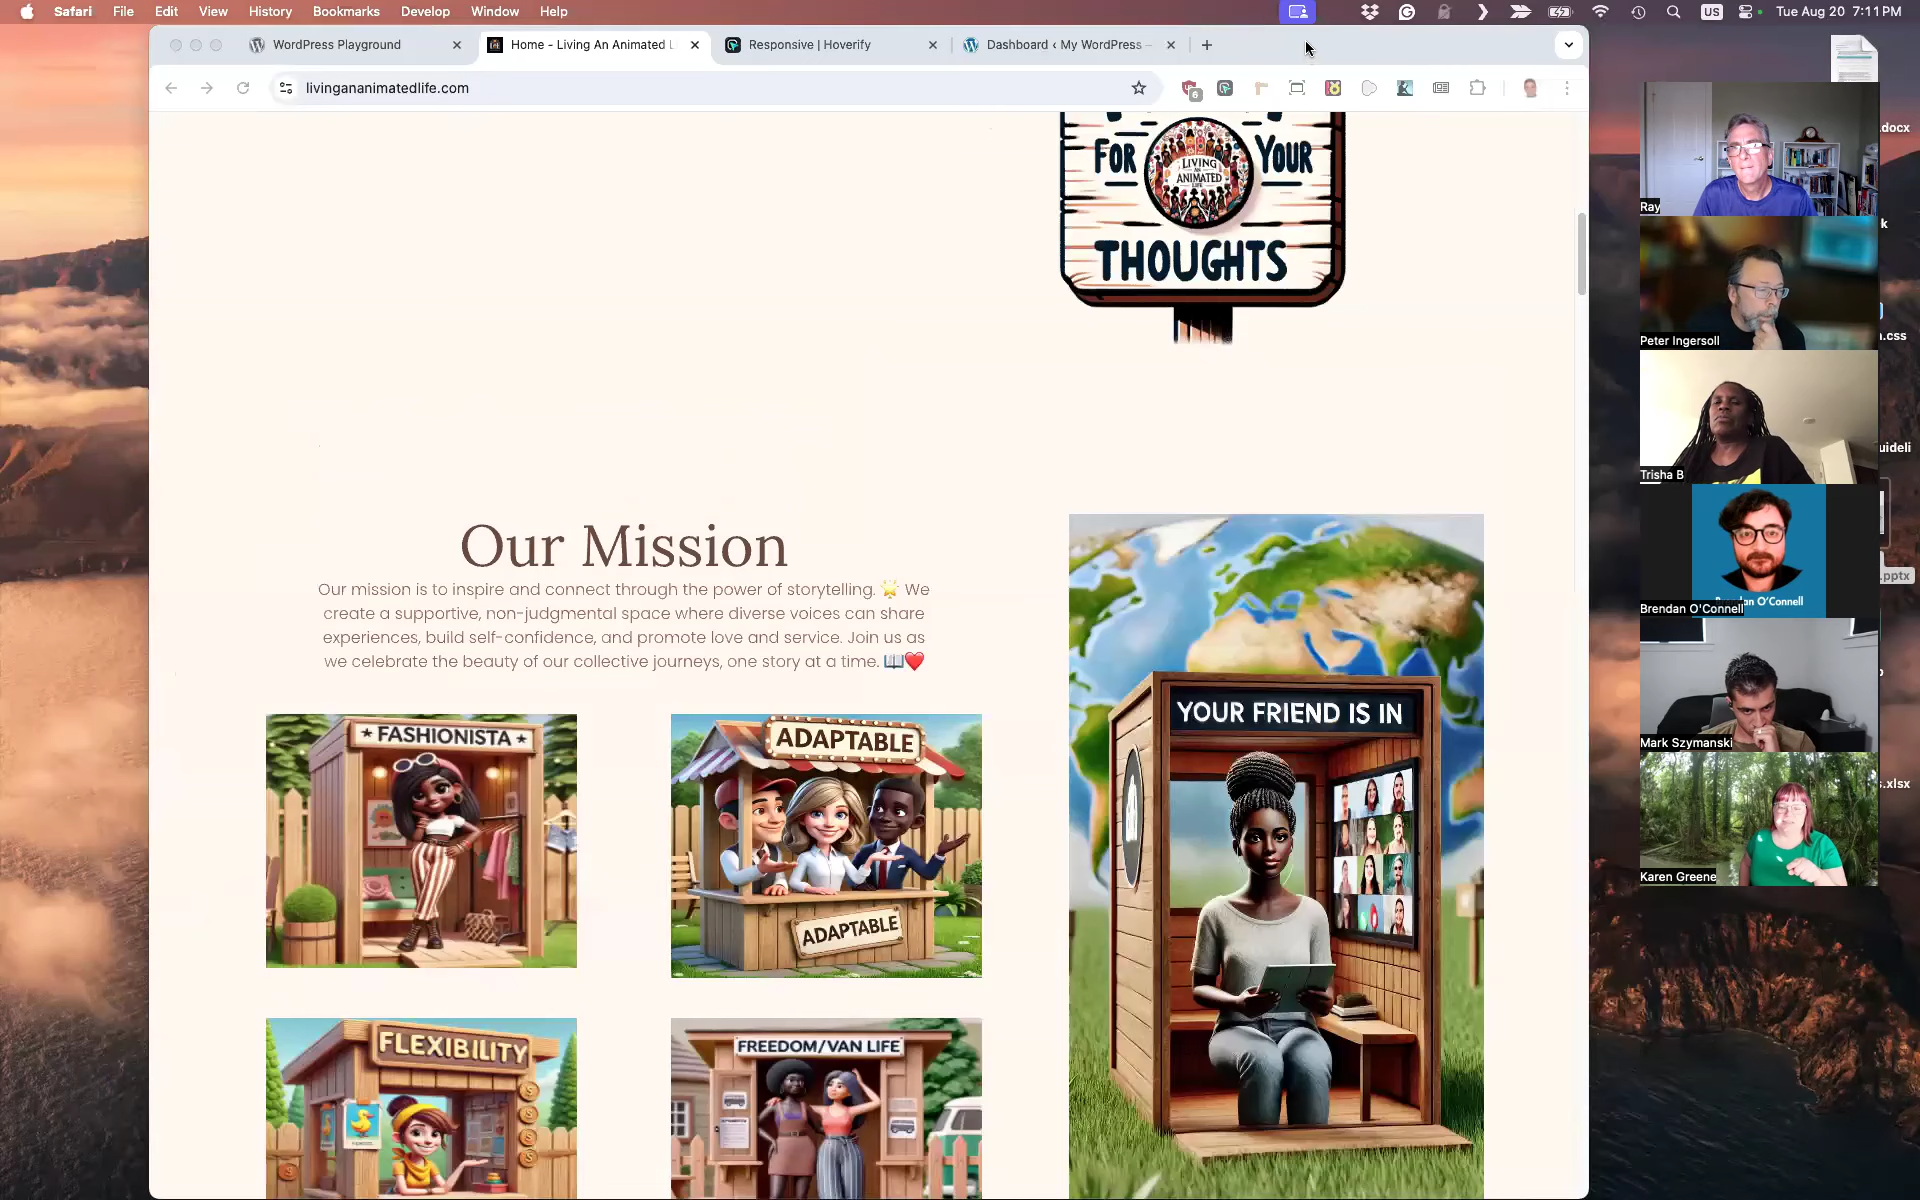 Safari File Edit View History Bookmarks Develop Window Help US Tue Aug 20 7:11 PM
WordPress Playground
Home - Living An Animated L
Responsive | Hoverify
Dashboard ‹ My WordPress –
livingananimatedlife.com
FOR YOUR
LIVING
AN
ANIMATED
LIFE
THOUGHTS
Our Mission
Our mission is to inspire and connect through the power of storytelling. 🌟 We
create a supportive, non-judgmental space where diverse voices can share
experiences, build self-confidence, and promote love and service. Join us as
we celebrate the beauty of our collective journeys, one story at a time. 📖❤️
★ FASHIONISTA ★
ADAPTABLE
ADAPTABLE
FLEXIBILITY
FREEDOM/VAN LIFE
YOUR FRIEND IS IN
Ray
Peter Ingersoll
Trisha B
Brendan O'Connell
Mark Szymanski
Karen Greene
.docx
k
.css
uideli
.pptx
s.xlsx